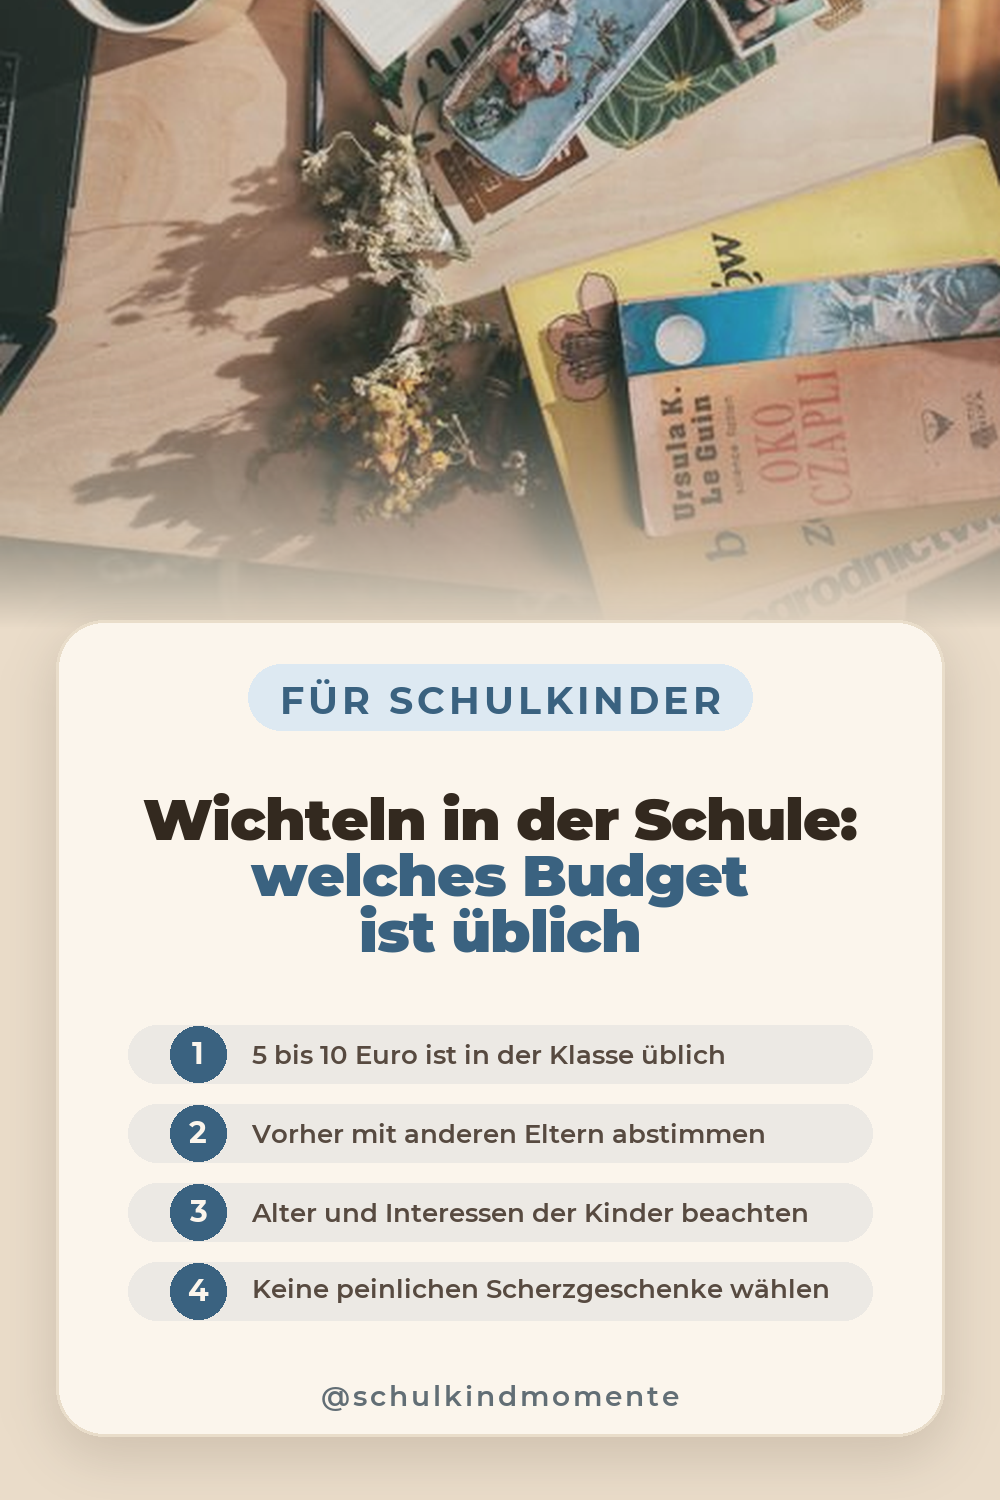 Ursula K.
Le Guin
science fiction
OKO
CZAPLI
FÜR SCHULKINDER
Wichteln in der Schule:
welches Budget
ist üblich
1 5 bis 10 Euro ist in der Klasse üblich
2 Vorher mit anderen Eltern abstimmen
3 Alter und Interessen der Kinder beachten
4 Keine peinlichen Scherzgeschenke wählen
@schulkindmomente